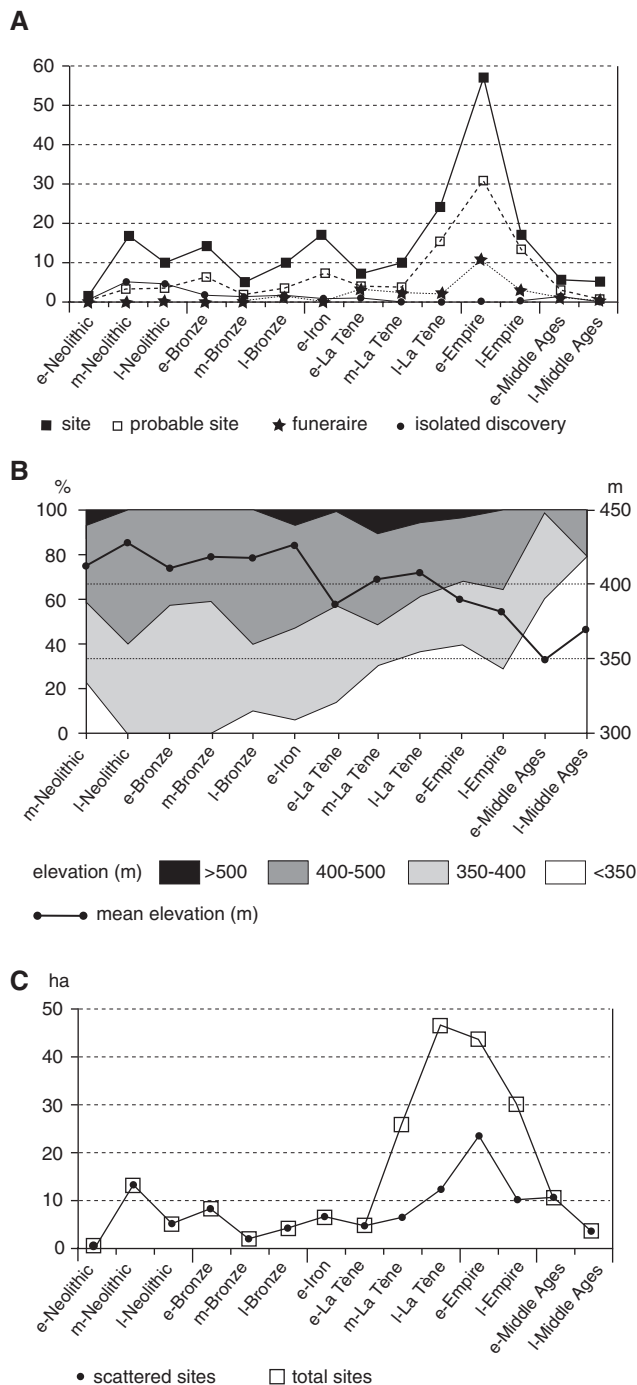 A
60
50
40
30
20
10
0
e-Neolithic
m-Neolithic
l-Neolithic
e-Bronze
m-Bronze
l-Bronze
e-Iron
e-La Tène
m-La Tène
l-La Tène
e-Empire
l-Empire
e-Middle Ages
l-Middle Ages
site probable site funeraire isolated discovery
B
% m
100 450
80
400
60
40
350
20
0 300
m-Neolithic
l-Neolithic
e-Bronze
m-Bronze
l-Bronze
e-Iron
e-La Tène
m-La Tène
l-La Tène
e-Empire
l-Empire
e-Middle Ages
l-Middle Ages
elevation (m) >500 400-500 350-400 <350
mean elevation (m)
C
ha
50
40
30
20
10
0
e-Neolithic
m-Neolithic
l-Neolithic
e-Bronze
m-Bronze
l-Bronze
e-Iron
e-La Tène
m-La Tène
l-La Tène
e-Empire
l-Empire
e-Middle Ages
l-Middle Ages
scattered sites total sites